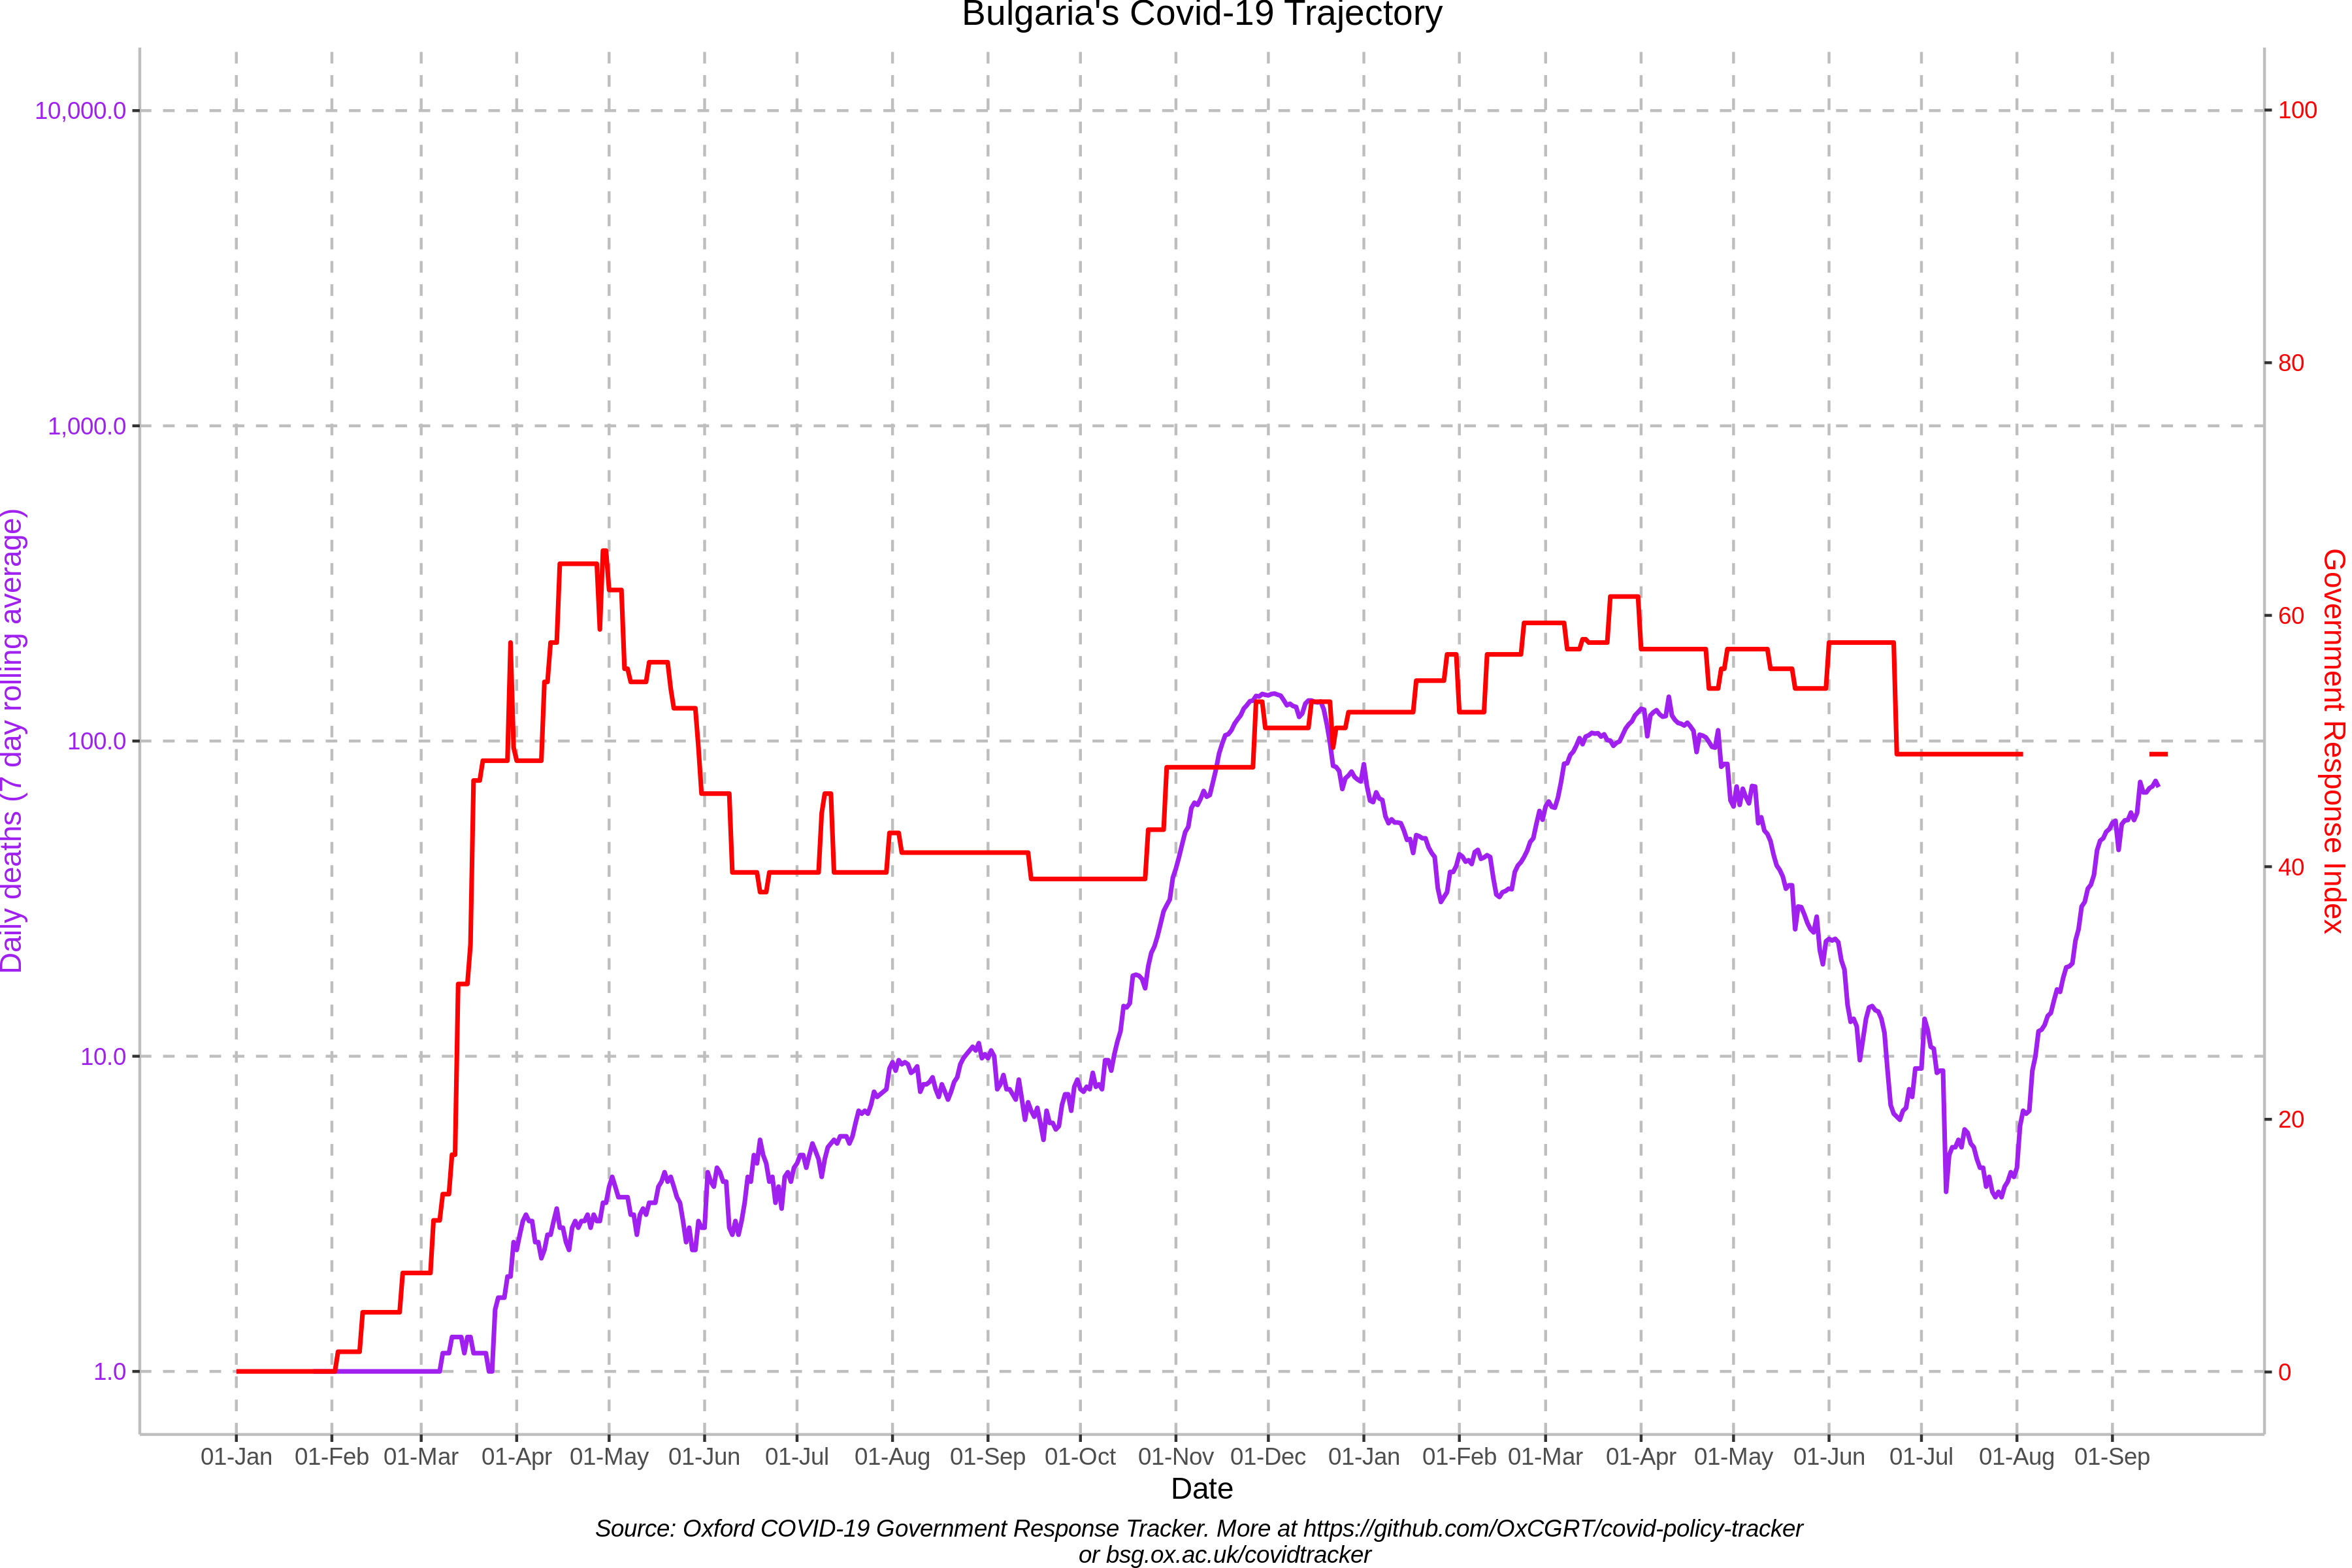 Bulgaria's Covid-19 Trajectory
10,000.0
1,000.0
100.0
10.0
1.0
Daily deaths (7 day rolling average)
100
80
60
40
20
0
Government Response Index
01-Jan 01-Feb 01-Mar 01-Apr 01-May 01-Jun 01-Jul 01-Aug 01-Sep 01-Oct 01-Nov 01-Dec 01-Jan 01-Feb 01-Mar 01-Apr 01-May 01-Jun 01-Jul 01-Aug 01-Sep
Date
Source: Oxford COVID-19 Government Response Tracker. More at https://github.com/OxCGRT/covid-policy-tracker
or bsg.ox.ac.uk/covidtracker